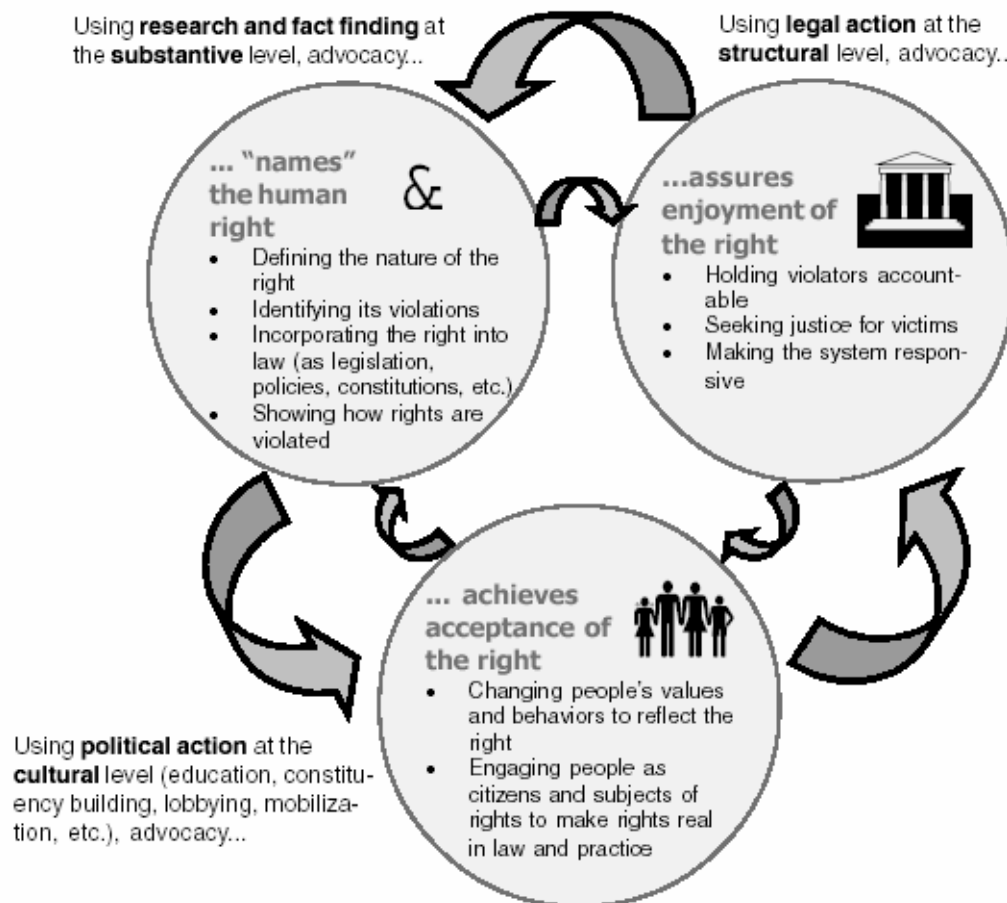 Using research and fact finding at
the substantive level, advocacy...
Using legal action at the
structural level, advocacy...
... “names”
the human
right
&
• Defining the nature of the
right
• Identifying its violations
• Incorporating the right into
law (as legislation,
policies, constitutions, etc.)
• Showing how rights are
violated
...assures
enjoyment of
the right
• Holding violators account-
able
• Seeking justice for victims
• Making the system respon-
sive
... achieves
acceptance of
the right
• Changing people’s values
and behaviors to reflect the
right
• Engaging people as
citizens and subjects of
rights to make rights real
in law and practice
Using political action at the
cultural level (education, constitu-
ency building, lobbying, mobiliza-
tion, etc.), advocacy...